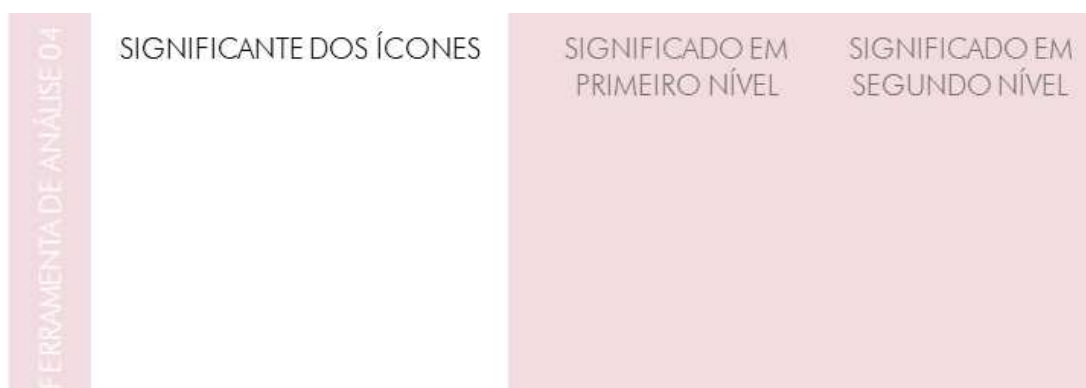 FERRAMENTA DE ANÁLISE 04
SIGNIFICANTE DOS ÍCONES
SIGNIFICADO EM
PRIMEIRO NÍVEL
SIGNIFICADO EM
SEGUNDO NÍVEL